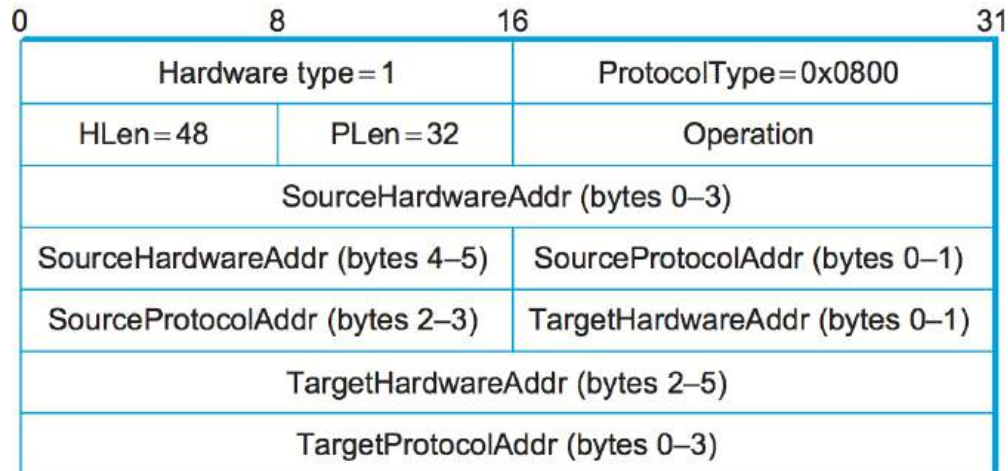 0 8 16 31
Hardware type=1 ProtocolType=0x0800
HLen=48 PLen=32 Operation
SourceHardwareAddr (bytes 0–3)
SourceHardwareAddr (bytes 4–5) SourceProtocolAddr (bytes 0–1)
SourceProtocolAddr (bytes 2–3) TargetHardwareAddr (bytes 0–1)
TargetHardwareAddr (bytes 2–5)
TargetProtocolAddr (bytes 0–3)